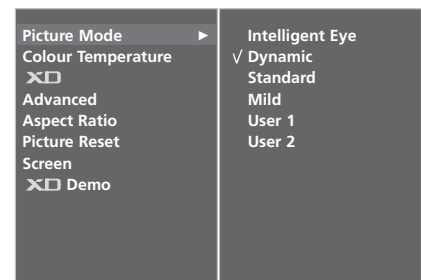 Picture Mode ►
Colour Temperature
XD
Advanced
Aspect Ratio
Picture Reset
Screen
XD Demo
Intelligent Eye
√ Dynamic
Standard
Mild
User 1
User 2